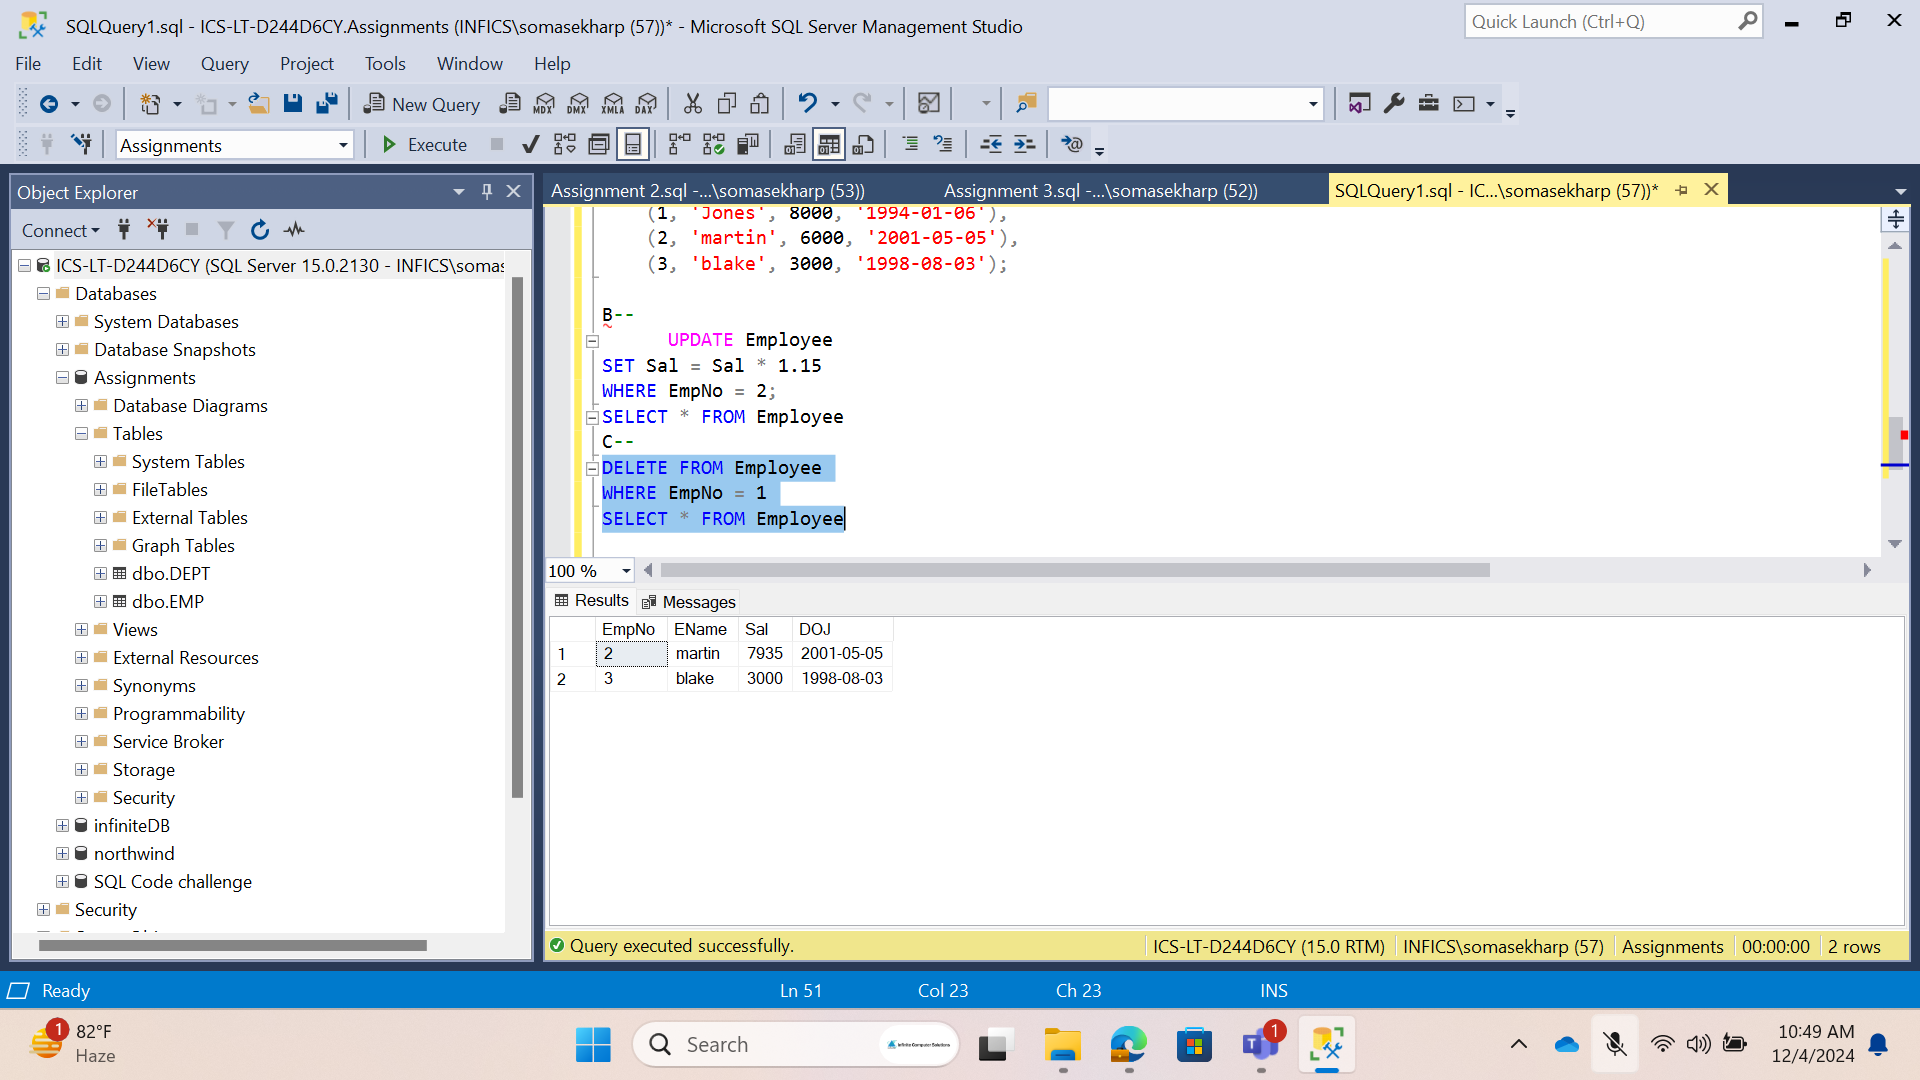 SQLQuery1.sql - ICS-LT-D244D6CY.Assignments (INFICS\somasekharp (57))* - Microsoft SQL Server Management Studio
Quick Launch (Ctrl+Q)
File Edit View Query Project Tools Window Help
New Query MDX DMX XMLA DAX
Assignments Execute
Object Explorer
Connect
ICS-LT-D244D6CY (SQL Server 15.0.2130 - INFICS\somas
Databases
System Databases
Database Snapshots
Assignments
Database Diagrams
Tables
System Tables
FileTables
External Tables
Graph Tables
dbo.DEPT
dbo.EMP
Views
External Resources
Synonyms
Programmability
Service Broker
Storage
Security
infiniteDB
northwind
SQL Code challenge
Security
Assignment 2.sql -...\somasekharp (53)) Assignment 3.sql -...\somasekharp (52)) SQLQuery1.sql - IC...\somasekharp (57))*
(1, 'Jones', 8000, '1994-01-06'),
(2, 'martin', 6000, '2001-05-05'),
(3, 'blake', 3000, '1998-08-03');
B--
UPDATE Employee
SET Sal = Sal * 1.15
WHERE EmpNo = 2;
SELECT * FROM Employee
C--
DELETE FROM Employee
WHERE EmpNo = 1
SELECT * FROM Employee
100 %
Results Messages
EmpNo EName Sal DOJ
1 2 martin 7935 2001-05-05
2 3 blake 3000 1998-08-03
Query executed successfully. ICS-LT-D244D6CY (15.0 RTM) INFICS\somasekharp (57) Assignments 00:00:00 2 rows
Ready Ln 51 Col 23 Ch 23 INS
1 82°F
Haze
Search Infinite Computer Solutions
1
10:49 AM
12/4/2024